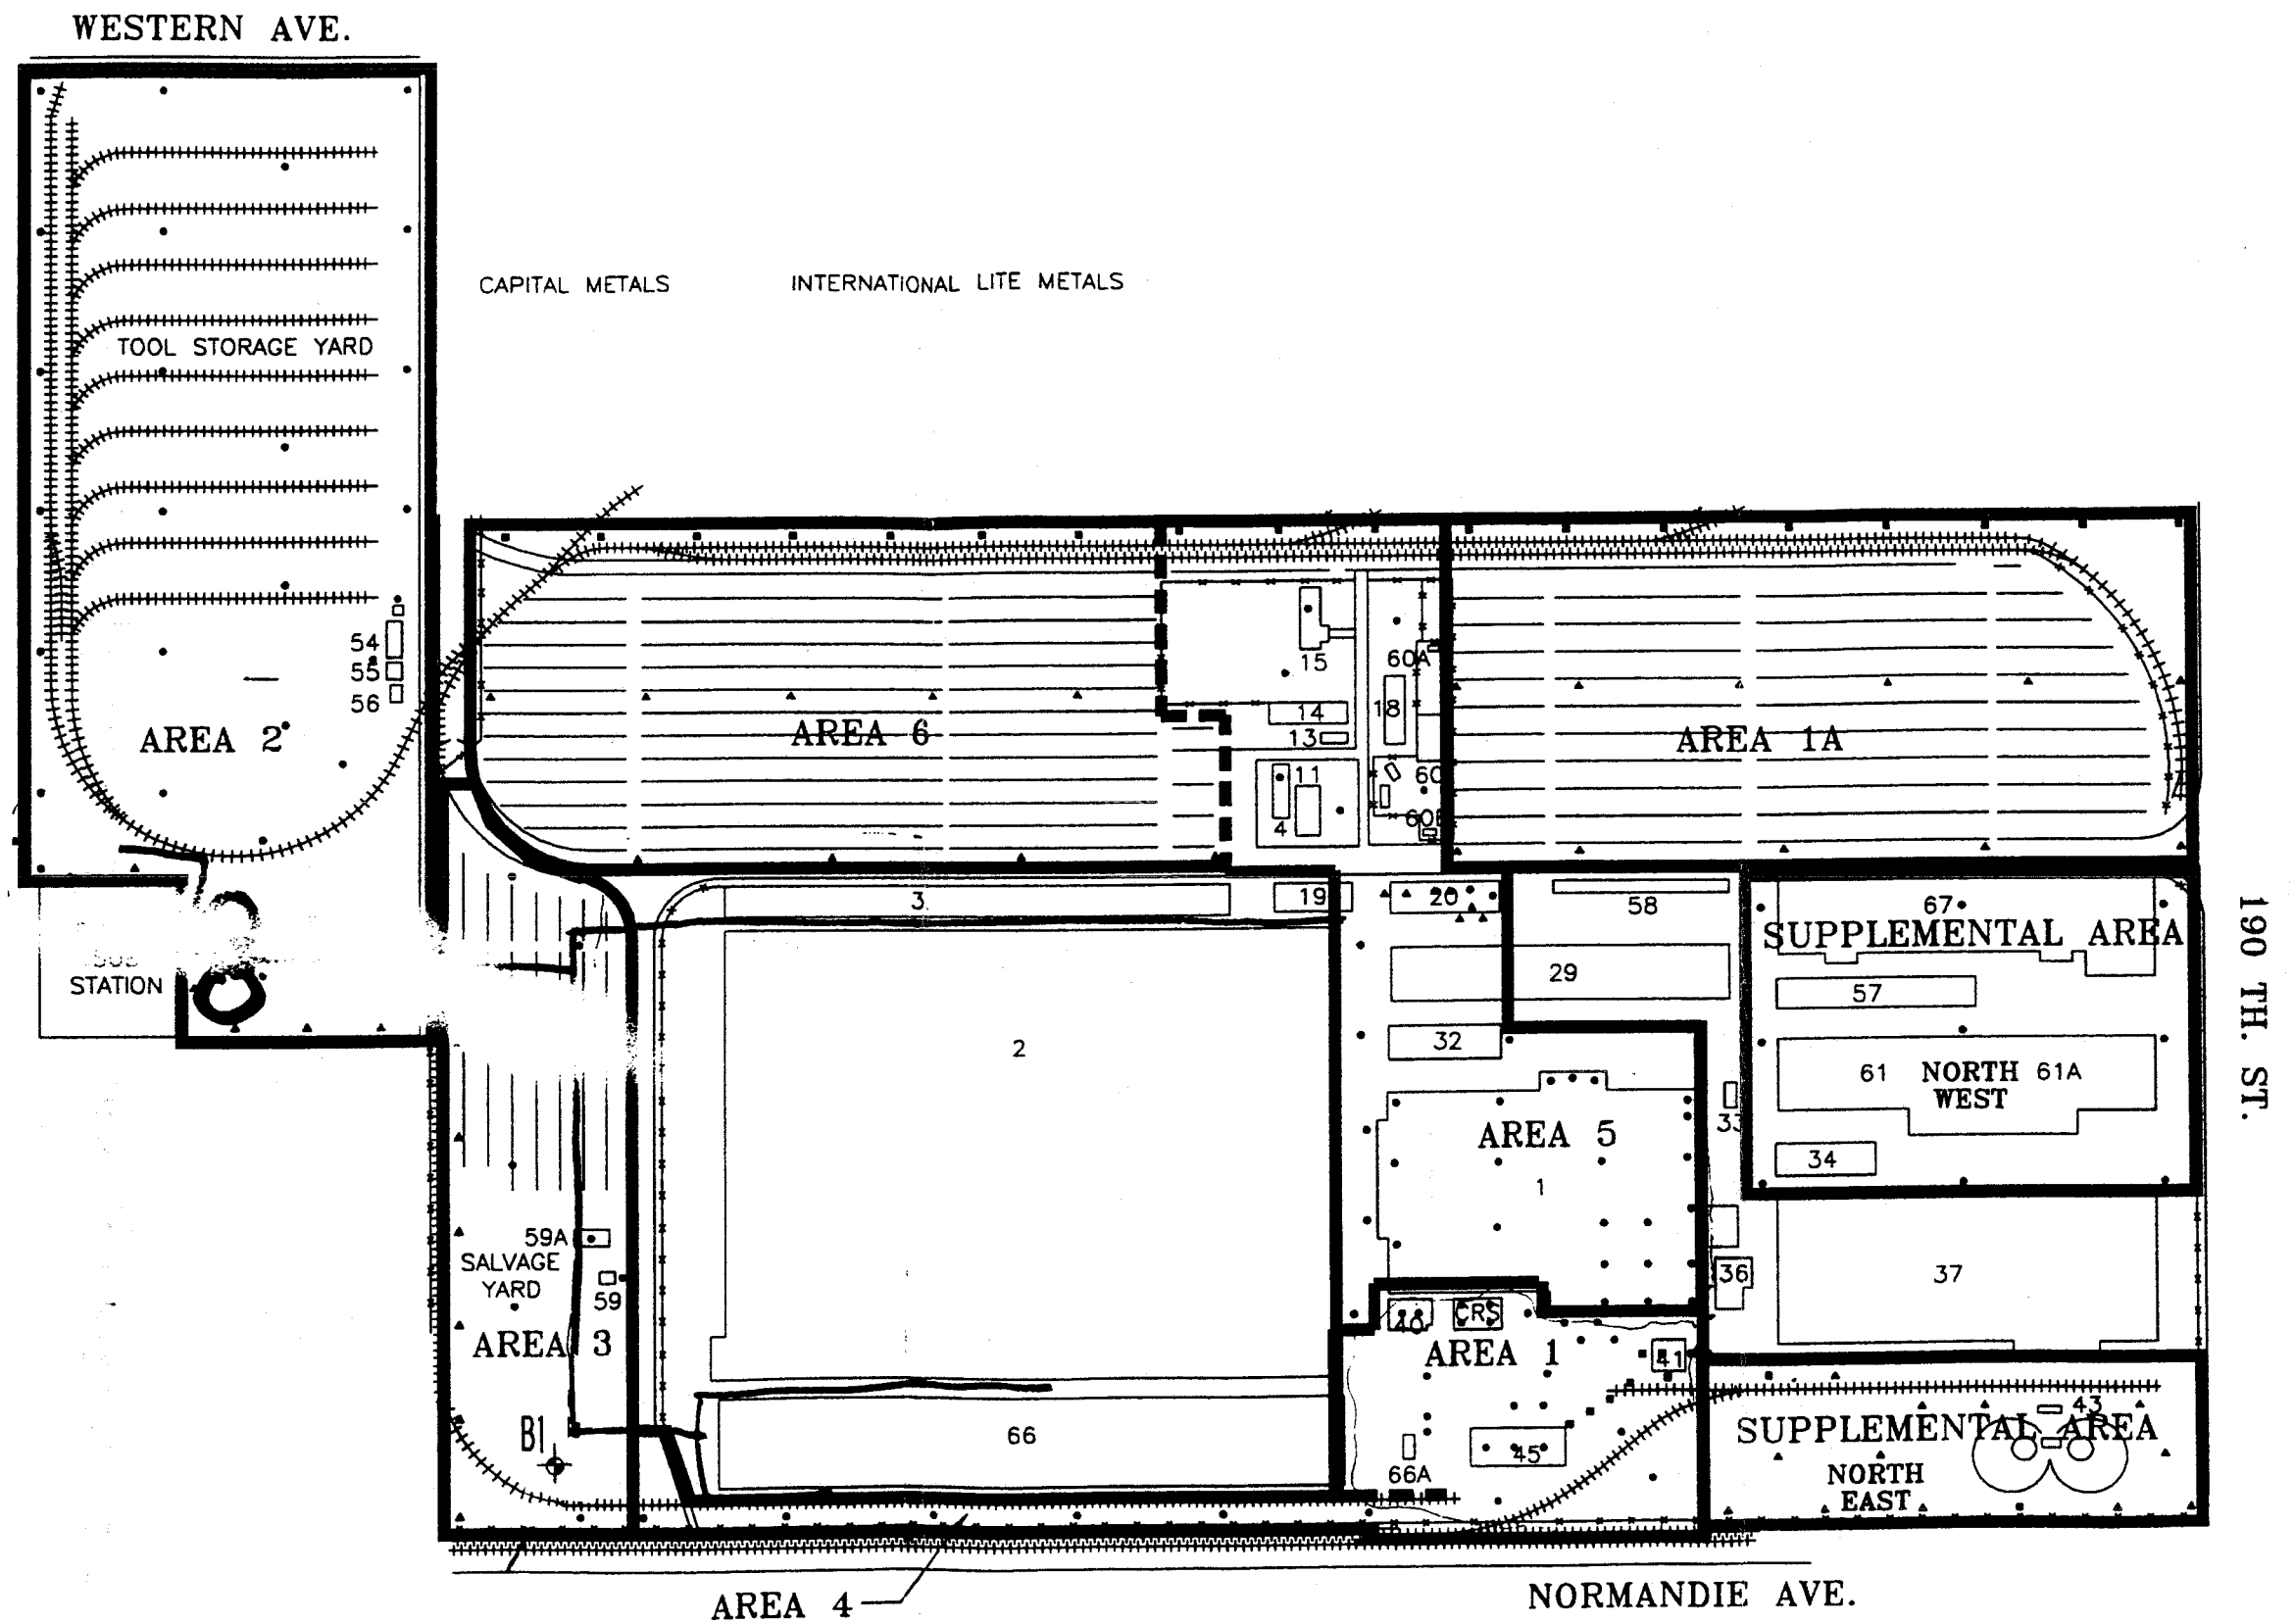 WESTERN AVE.
CAPITAL METALS
INTERNATIONAL LITE METALS
TOOL STORAGE YARD
54
55
56
AREA 2
AREA 6
15
14
13
11
4
60A
18
60
AREA 1A
3
19
20
58
67
SUPPLEMENTAL AREA
190 TH. ST.
STATION
29
57
2
32
61
NORTH
WEST
61A
33
AREA 5
1
34
59A
SALVAGE
YARD
59
36
37
AREA 3
40
CRS
AREA 1
41
B1
66
66A
45
43
SUPPLEMENTAL AREA
NORTH
EAST
AREA 4
NORMANDIE AVE.